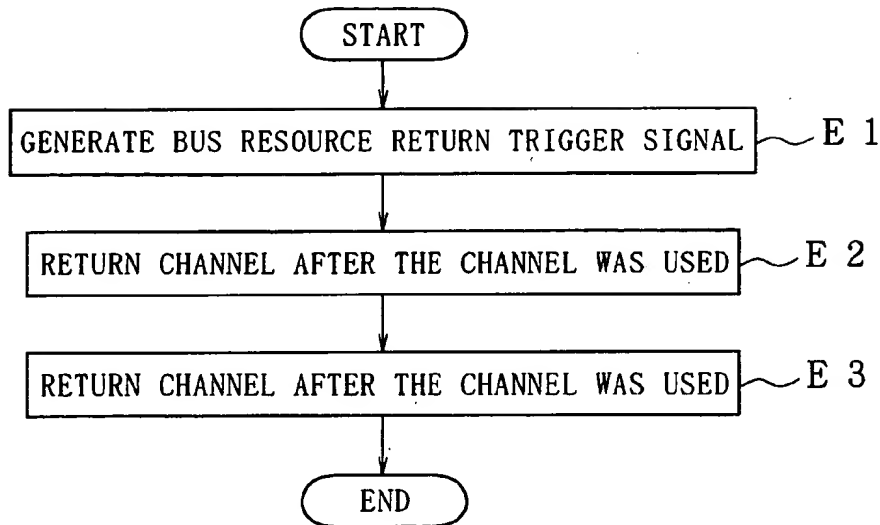 START
GENERATE BUS RESOURCE RETURN TRIGGER SIGNAL
E 1
RETURN CHANNEL AFTER THE CHANNEL WAS USED
E 2
RETURN CHANNEL AFTER THE CHANNEL WAS USED
E 3
END